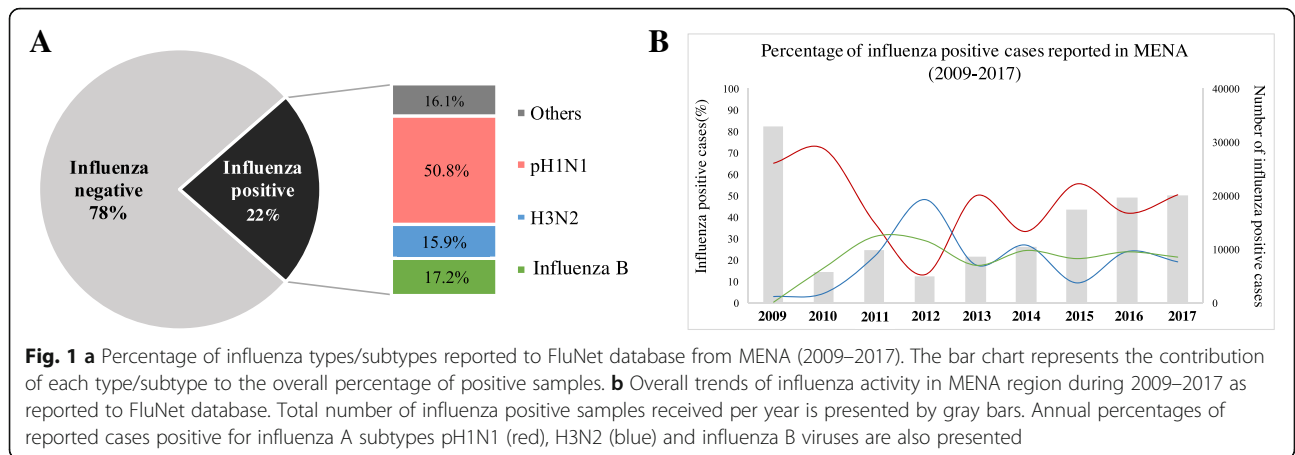 A
Influenza
negative
78%
Influenza
positive
22%
16.1%
50.8%
15.9%
17.2%
Others
pH1N1
H3N2
Influenza B
B
Percentage of influenza positive cases reported in MENA
(2009-2017)
Influenza positive cases(%)
100
90
80
70
60
50
40
30
20
10
0
40000
30000
20000
10000
0
Number of influenza
positive cases
2009 2010 2011 2012 2013 2014 2015 2016 2017
Fig. 1 a Percentage of influenza types/subtypes reported to FluNet database from MENA (2009–2017). The bar chart represents the contribution
of each type/subtype to the overall percentage of positive samples. b Overall trends of influenza activity in MENA region during 2009–2017 as
reported to FluNet database. Total number of influenza positive samples received per year is presented by gray bars. Annual percentages of
reported cases positive for influenza A subtypes pH1N1 (red), H3N2 (blue) and influenza B viruses are also presented